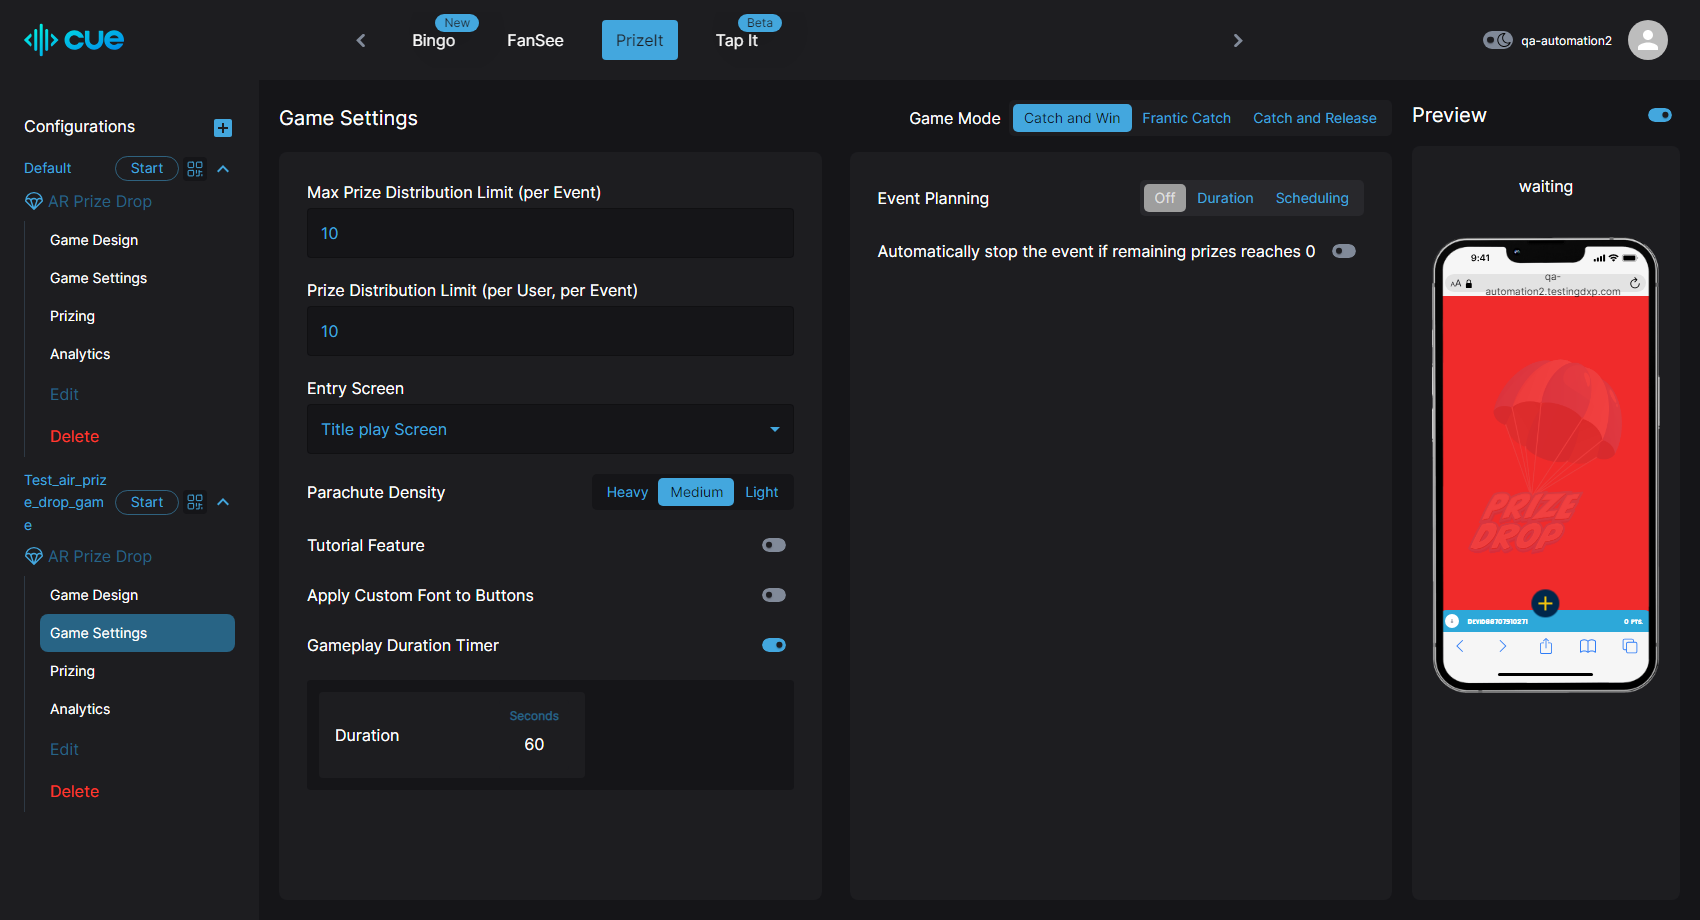 cue
New
Bingo
FanSee
PrizeIt
Beta
Tap It
qa-automation2
Configurations
Default
Start
AR Prize Drop
Game Design
Game Settings
Prizing
Analytics
Edit
Delete
Test_air_priz
e_drop_gam
e
Start
AR Prize Drop
Game Design
Game Settings
Prizing
Analytics
Edit
Delete
Game Settings
Game Mode
Catch and Win
Frantic Catch
Catch and Release
Max Prize Distribution Limit (per Event)
10
Prize Distribution Limit (per User, per Event)
10
Entry Screen
Title play Screen
Parachute Density
Heavy
Medium
Light
Tutorial Feature
Apply Custom Font to Buttons
Gameplay Duration Timer
Duration
Seconds
60
Event Planning
Off
Duration
Scheduling
Automatically stop the event if remaining prizes reaches 0
Preview
waiting
9:41
AA
qa-
automation2.testingdxp.com
PRIZE
DROP
0 PTS.